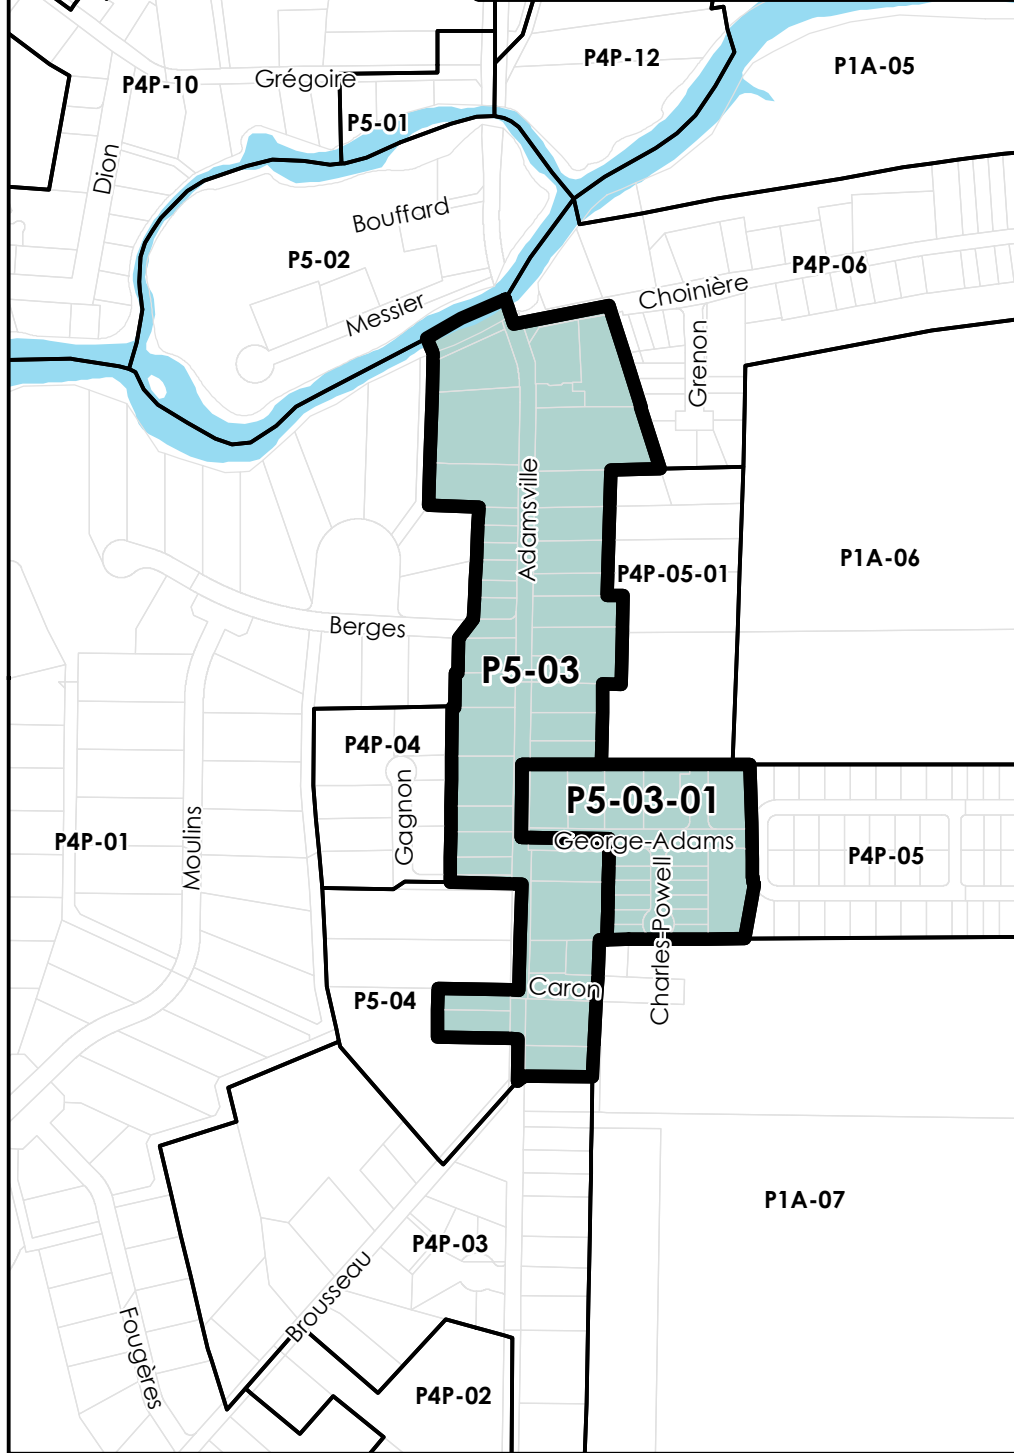 P4P-12
P1A-05
P4P-10
Grégoire
P5-01
Dion
Bouffard
P5-02
P4P-06
Choinière
Messier
Grenon
Adamsville
P1A-06
P4P-05-01
Berges
P5-03
P4P-04
Gagnon
P5-03-01
Moulins
P4P-01
George-Adams
P4P-05
Charles-Powell
Caron
P5-04
P1A-07
P4P-03
Brousseau
Fougères
P4P-02